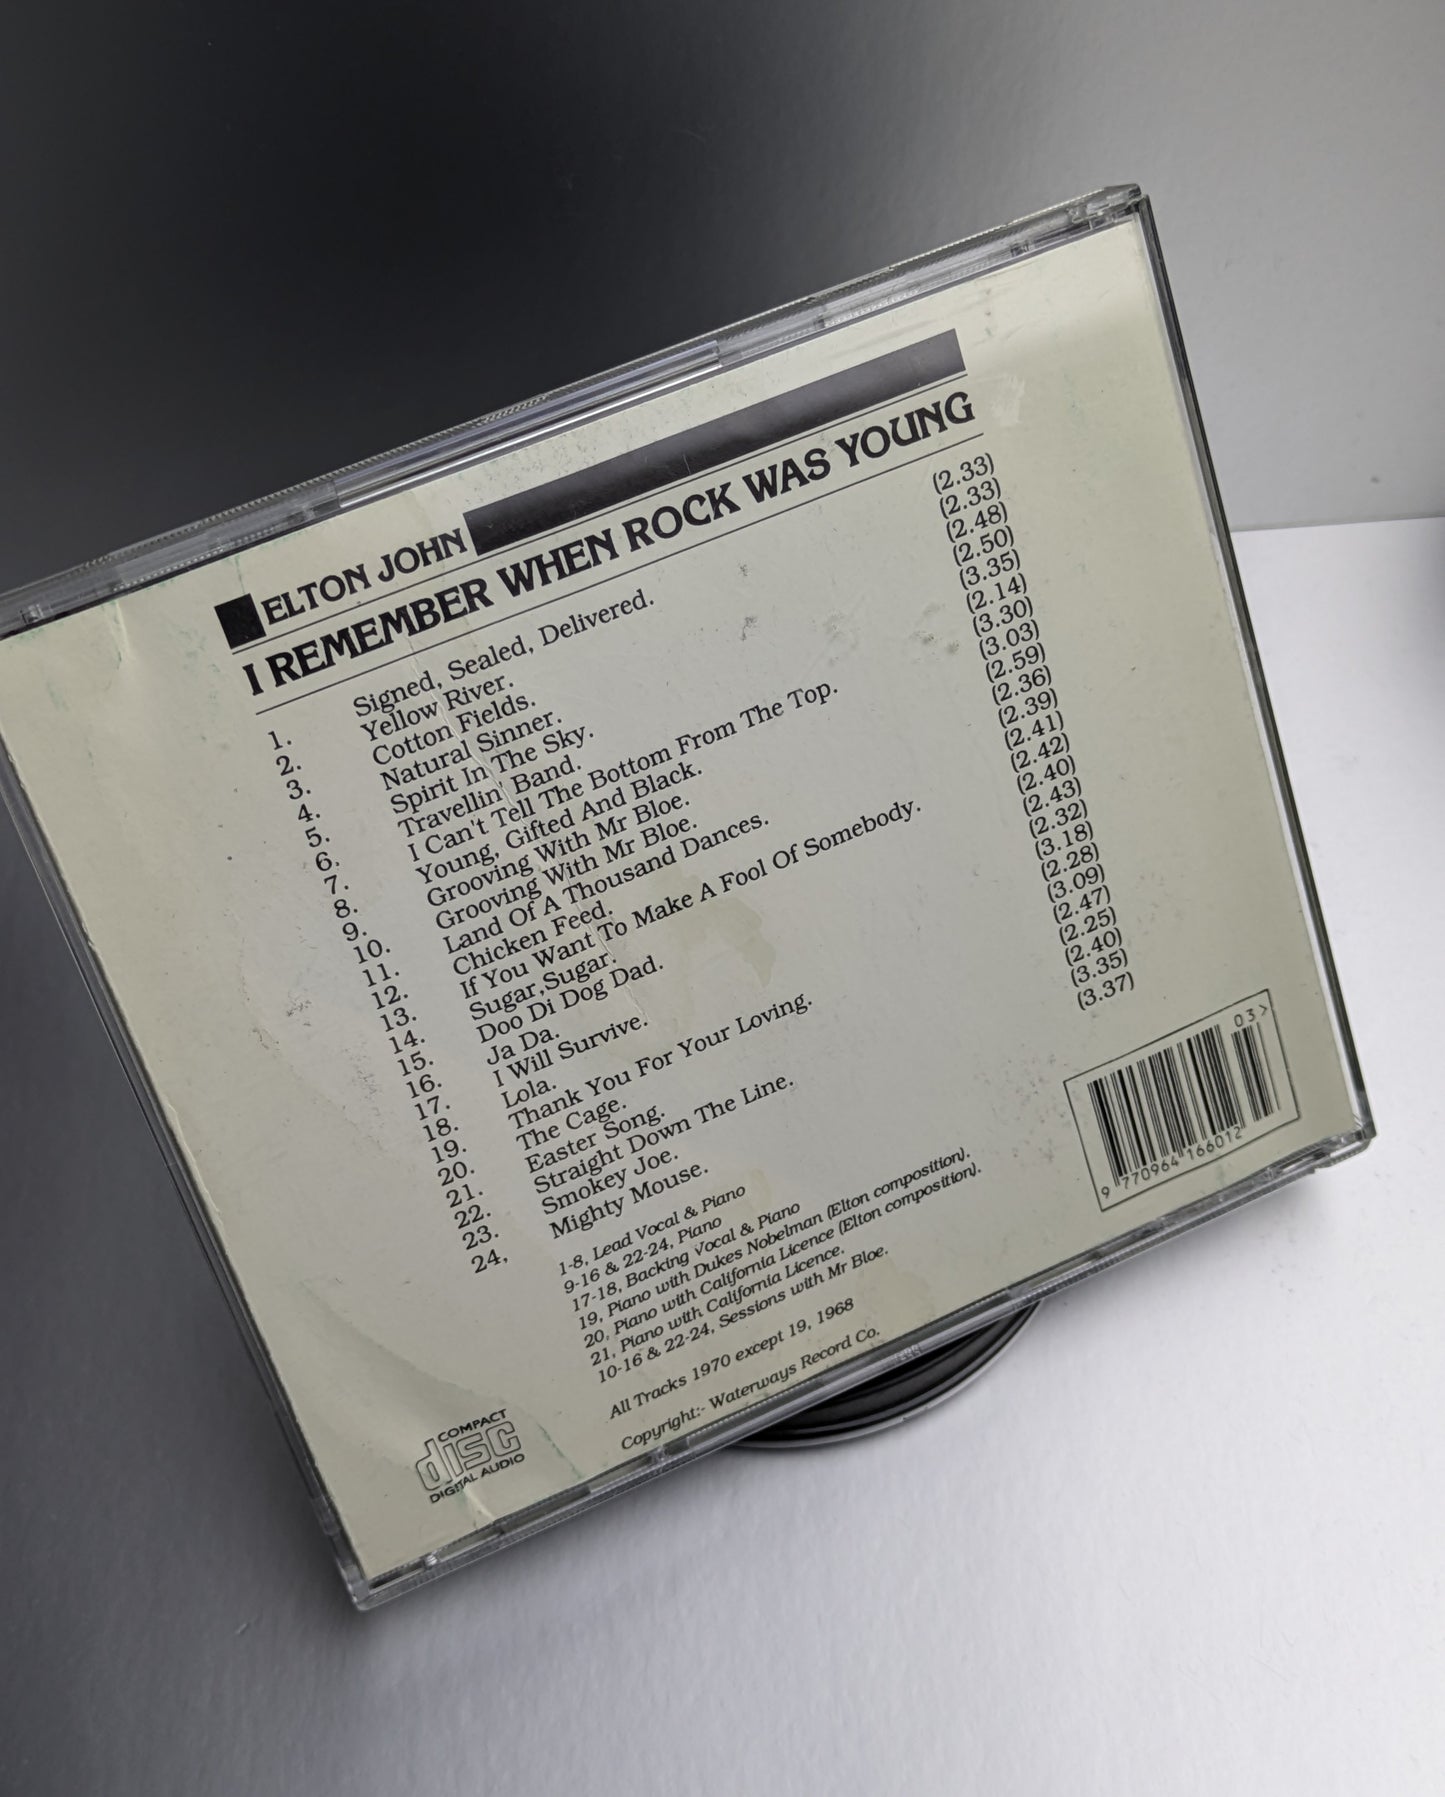 ELTON JOHN
I REMEMBER WHEN ROCK WAS YOUNG
1. Signed, Sealed, Delivered. (2.33)
2. Yellow River. (2.33)
3. Cotton Fields. (2.48)
4. Natural Sinner. (2.50)
5. Spirit In The Sky. (3.35)
6. Travellin' Band. (2.14)
7. I Can't Tell The Bottom From The Top. (3.30)
8. Young, Gifted And Black. (3.03)
9. Grooving With Mr Bloe. (2.59)
10. Grooving With Mr Bloe. (2.36)
11. Land Of A Thousand Dances. (2.39)
12. Chicken Feed. (2.41)
13. If You Want To Make A Fool Of Somebody. (2.42)
14. Sugar,Sugar. (2.40)
15. Doo Di Dog Dad. (2.43)
16. Ja Da. (2.32)
17. I Will Survive. (3.18)
18. Lola. (2.28)
19. Thank You For Your Loving. (3.09)
20. The Cage. (2.47)
21. Easter Song. (2.25)
22. Straight Down The Line. (2.40)
23. Smokey Joe. (3.35)
24, Mighty Mouse. (3.37)
1-8, Lead Vocal & Piano
9-16 & 22-24, Piano
17-18, Backing Vocal & Piano
19, Piano with Dukes Nobelman (Elton composition).
20, Piano with California Licence (Elton composition).
21, Piano with California Licence.
10-16 & 22-24, Sessions with Mr Bloe.
All Tracks 1970 except 19, 1968
Copyright:- Waterways Record Co.
COMPACT
disc
DIGITAL AUDIO
03>
9 770964 166012